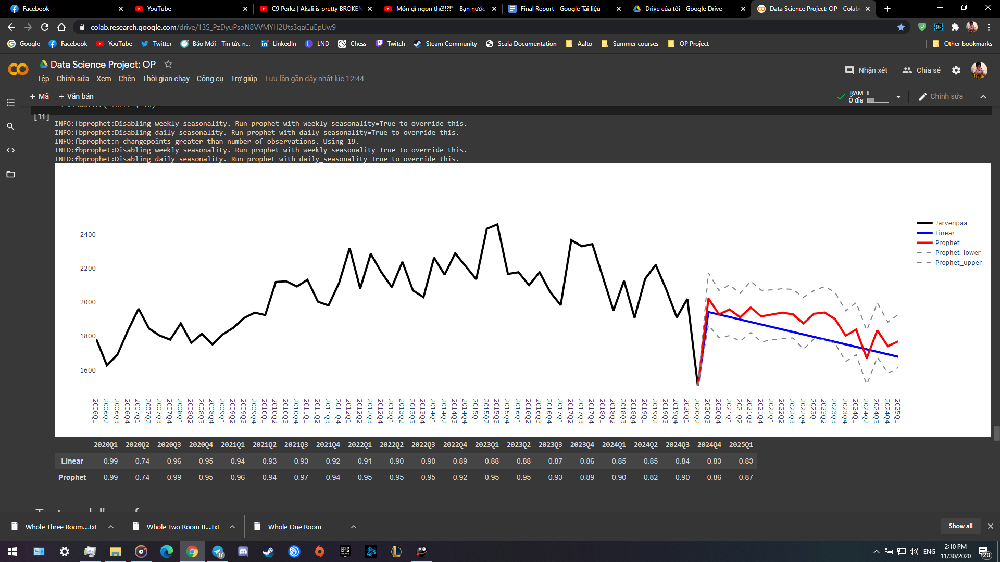 Facebook
YouTube
C9 Perkz | Akali is pretty BROKEN
Món gì ngon thế!!?!" - Bạn nước
Final Report - Google Tài liệu
Drive của tôi - Google Drive
Data Science Project: OP - Colab
colab.research.google.com/drive/13S_PzDyuPsoN8VVMYH2Uts3qaCuEpUw9
Google
Facebook
YouTube
Twitter
Báo Mới - Tin tức n...
LinkedIn
LND
Chess
Twitch
Steam Community
Scala Documentation
Aalto
Summer courses
OP Project
Other bookmarks
Data Science Project: OP
Tệp Chỉnh sửa Xem Chèn Thời gian chạy Công cụ Trợ giúp Lưu lần gần đây nhất lúc 12:44
Nhận xét
Chia sẻ
+ Mã + Văn bản
RAM
Ổ đĩa
Chỉnh sửa
[31]
INFO:fbprophet:Disabling weekly seasonality. Run prophet with weekly_seasonality=True to override this.
INFO:fbprophet:Disabling daily seasonality. Run prophet with daily_seasonality=True to override this.
INFO:fbprophet:n_changepoints greater than number of observations. Using 19.
INFO:fbprophet:Disabling weekly seasonality. Run prophet with weekly_seasonality=True to override this.
INFO:fbprophet:Disabling daily seasonality. Run prophet with daily_seasonality=True to override this.
2400
2200
2000
1800
1600
Järvenpää
Linear
Prophet
Prophet_lower
Prophet_upper
2006Q1 2006Q2 2006Q3 2006Q4 2007Q1 2007Q2 2007Q3 2007Q4 2008Q1 2008Q2 2008Q3 2008Q4 2009Q1 2009Q2 2009Q3 2009Q4 2010Q1 2010Q2 2010Q3 2010Q4 2011Q1 2011Q2 2011Q3 2011Q4 2012Q1 2012Q2 2012Q3 2012Q4 2013Q1 2013Q2 2013Q3 2013Q4 2014Q1 2014Q2 2014Q3 2014Q4 2015Q1 2015Q2 2015Q3 2015Q4 2016Q1 2016Q2 2016Q3 2016Q4 2017Q1 2017Q2 2017Q3 2017Q4 2018Q1 2018Q2 2018Q3 2018Q4 2019Q1 2019Q2 2019Q3 2019Q4 2020Q1 2020Q2 2020Q3 2020Q4 2021Q1 2021Q2 2021Q3 2021Q4 2022Q1 2022Q2 2022Q3 2022Q4 2023Q1 2023Q2 2023Q3 2023Q4 2024Q1 2024Q2 2024Q3 2024Q4 2025Q1
2020Q1 2020Q2 2020Q3 2020Q4 2021Q1 2021Q2 2021Q3 2021Q4 2022Q1 2022Q2 2022Q3 2022Q4 2023Q1 2023Q2 2023Q3 2023Q4 2024Q1 2024Q2 2024Q3 2024Q4 2025Q1
Linear 0.99 0.74 0.96 0.95 0.94 0.93 0.93 0.92 0.91 0.90 0.90 0.89 0.88 0.88 0.87 0.86 0.85 0.85 0.84 0.83 0.83
Prophet 0.99 0.74 0.99 0.95 0.96 0.94 0.97 0.94 0.95 0.95 0.95 0.92 0.95 0.95 0.93 0.89 0.90 0.82 0.90 0.86 0.87
Whole Three Room....txt
Whole Two Room B....txt
Whole One Room
Show all
16
EPIC GAMES
ENG
2:10 PM
11/30/2020
20